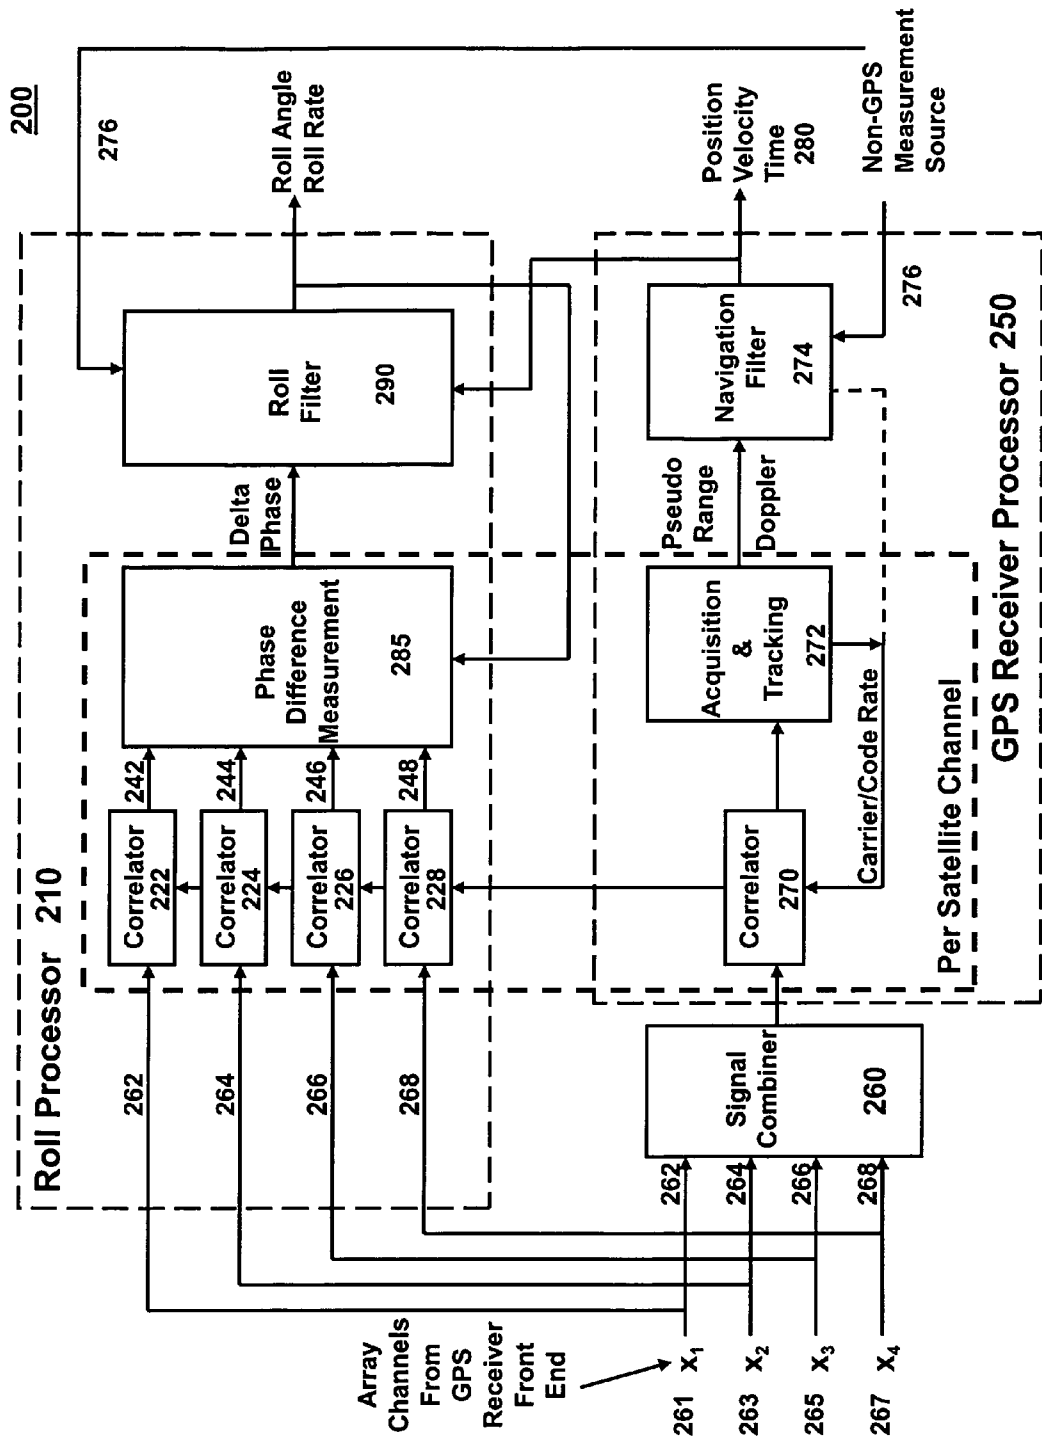 200
Roll Processor 210
262
264
266
268
Correlator
222
Correlator
224
Correlator
226
Correlator
228
242
244
246
248
Phase
Difference
Measurement
285
Delta
Phase
Roll
Filter
290
276
Roll Angle
Roll Rate
Array
Channels
From
GPS
Receiver
Front
End
261 X1
263 X2
265 X3
267 X4
262
264
266
268
Signal
Combiner
260
Correlator
270
Carrier/Code Rate
Acquisition
&
Tracking
272
Pseudo
Range
Doppler
Navigation
Filter
274
Position
Velocity
Time
280
276
Non-GPS
Measurement
Source
Per Satellite Channel
GPS Receiver Processor 250